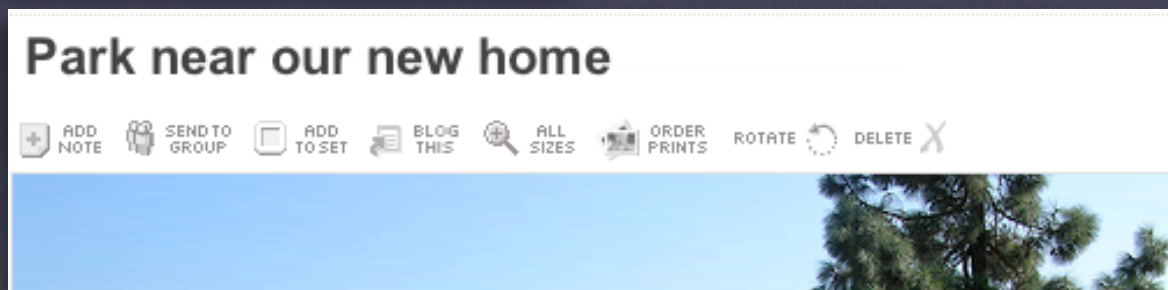 Park near our new home
ADD
NOTE
SEND TO
GROUP
ADD
TO SET
BLOG
THIS
ALL
SIZES
ORDER
PRINTS
ROTATE
DELETE